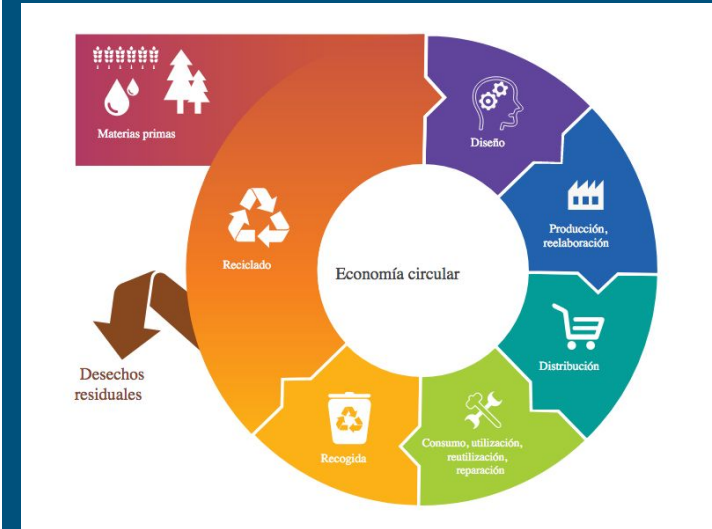 Materias primas
Diseño
Producción,
reelaboración
Distribución
Consumo, utilización,
reutilización,
reparación
Recogida
Reciclado
Desechos
residuales
Economía circular